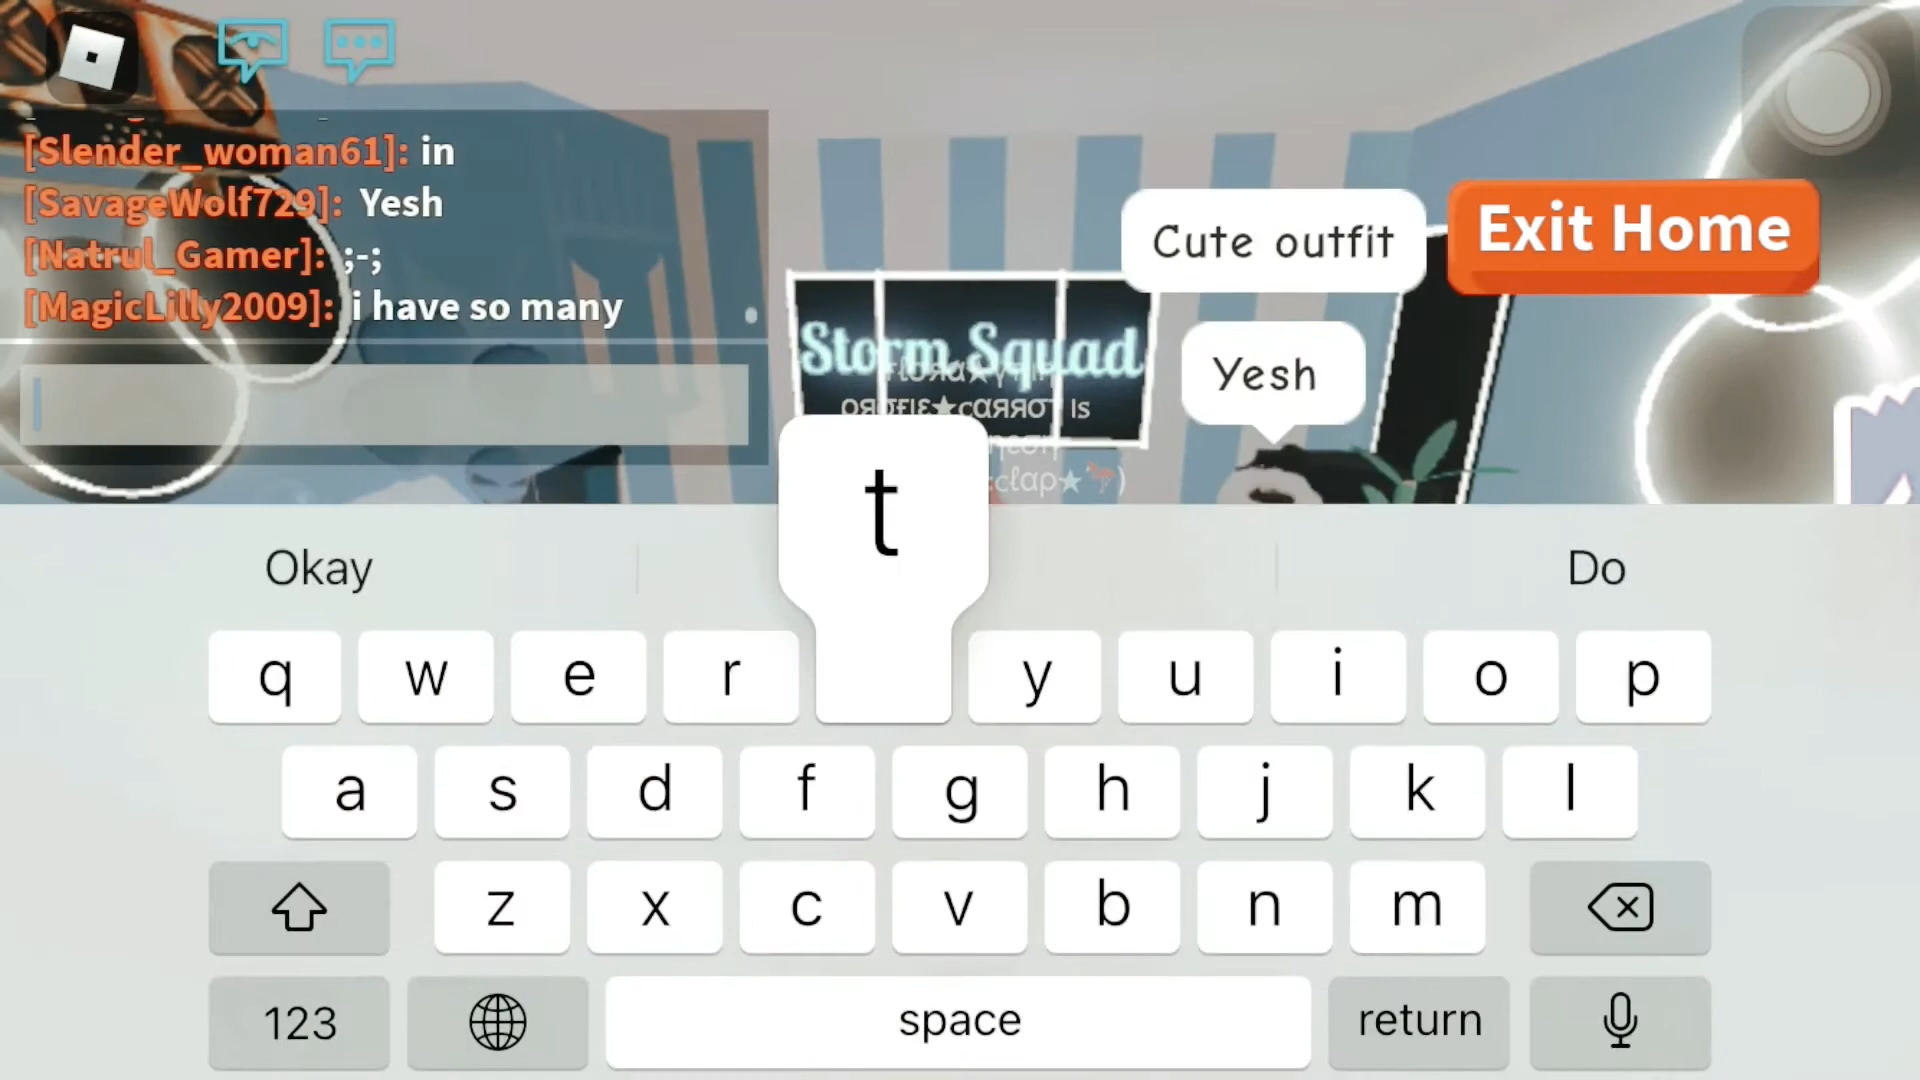 [Slender_woman61]: in
[SavageWolf729]: Yesh
[Natrul_Gamer]: ;-;
[MagicLilly2009]: i have so many
Cute outfit
Exit Home
Storm Squad
Yesh
is
t
Okay
Do
q w e r y u i o p
a s d f g h j k l
z x c v b n m
123
space
return